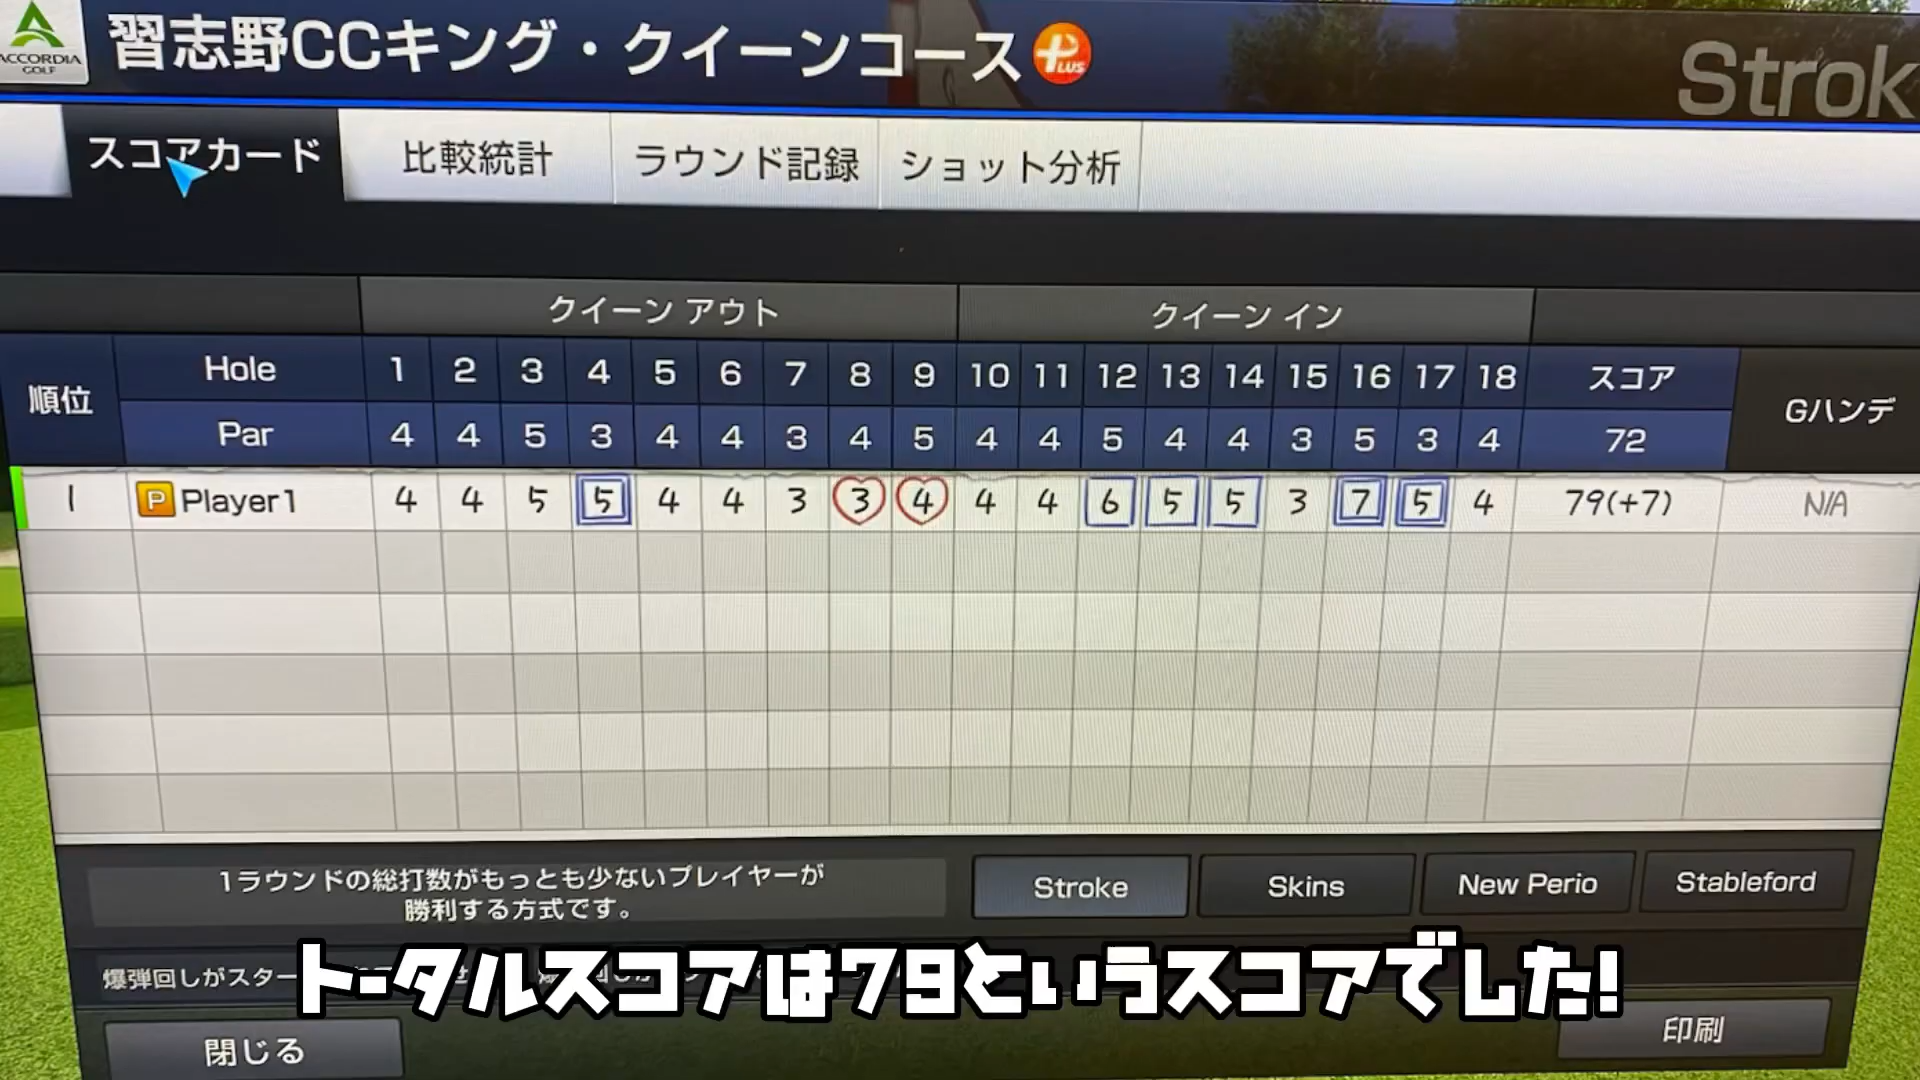 ACCORDIA
GOLF
習志野CCキング・クイーンコース PLUS
Strok
スコアカード 比較統計 ラウンド記録 ショット分析
クイーン アウト クイーン イン
順位 Hole 1 2 3 4 5 6 7 8 9 10 11 12 13 14 15 16 17 18 スコア Gハンデ
Par 4 4 5 3 4 4 3 4 5 4 4 5 4 4 3 5 3 4 72
1 P Player1 4 4 5 5 4 4 3 3 4 4 4 6 5 5 3 7 5 4 79(+7) N/A
1ラウンドの総打数がもっとも少ないプレイヤーが
勝利する方式です。
Stroke Skins New Perio Stableford
爆弾回しがスター
トータルスコアは79というスコアでした!
閉じる 印刷